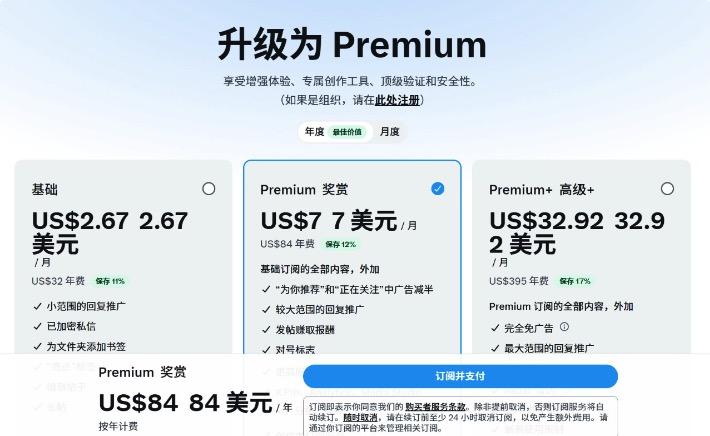 升级为 Premium
享受增强体验、专属创作工具、顶级验证和安全性。
（如果是组织，请在此处注册）
年度 最佳价值 月度
基础
US$2.67 2.67
美元
/ 月
US$32 年费 保存 11%
小范围的回复推广
已加密私信
为文件夹添加书签
Premium 奖赏
US$7 7 美元 / 月
US$84 年费 保存 12%
基础订阅的全部内容，外加
“为你推荐”和“正在关注”中广告减半
较大范围的回复推广
发帖赚取报酬
对号标志
Premium+ 高级+
US$32.92 32.9
2 美元
/ 月
US$395 年费 保存 17%
Premium 订阅的全部内容，外加
完全免广告
最大范围的回复推广
Premium 奖赏
US$84 84 美元 / 年
按年计费
订阅并支付
订阅即表示你同意我们的 购买者服务条款。除非提前取消，否则订阅服务将自
动续订。随时取消，请在续订前至少 24 小时取消订阅，以免产生额外费用。请
通过你订阅的平台来管理相关订阅。